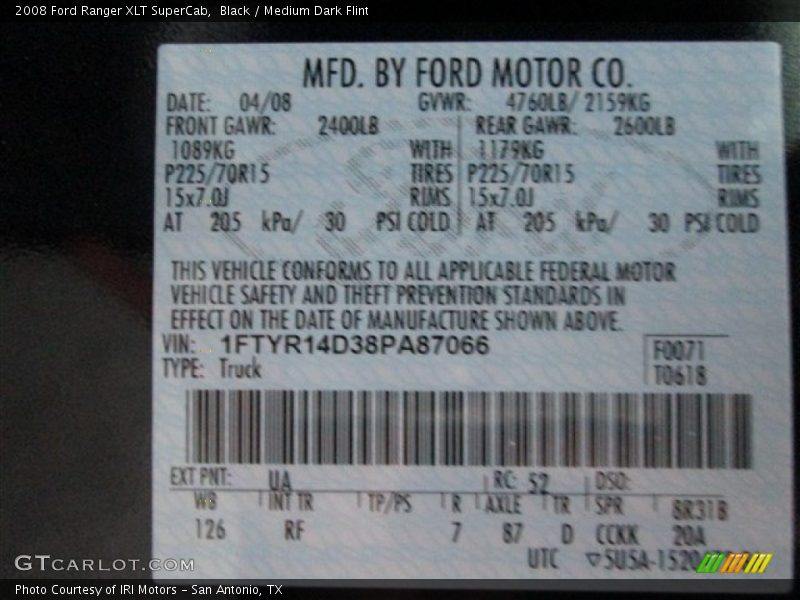 2008 Ford Ranger XLT SuperCab,  Black / Medium Dark Flint
MFD. BY FORD MOTOR CO.
DATE: 04/08 GVWR: 4760LB/ 2159KG
FRONT GAWR: 2400LB REAR GAWR: 2600LB
1089KG WITH 1179KG WITH
P225/70R15 TIRES P225/70R15 TIRES
15x7.0J RIMS 15x7.0J RIMS
AT 205 kPa/ 30 PSI COLD AT 205 kPa/ 30 PSI COLD
THIS VEHICLE CONFORMS TO ALL APPLICABLE FEDERAL MOTOR
VEHICLE SAFETY AND THEFT PREVENTION STANDARDS IN
EFFECT ON THE DATE OF MANUFACTURE SHOWN ABOVE.
VIN: 1FTYR14D38PA87066 F0071
TYPE: Truck T0618
EXT PNT: UA RC: 52 DSO:
WB INT TR TP/PS R AXLE TR SPR 8R318
126 RF 7 87 D CCKK 20A
UTC ▽5U5A-1520
GTCARLOT.COM
Photo Courtesy of IRI Motors – San Antonio, TX